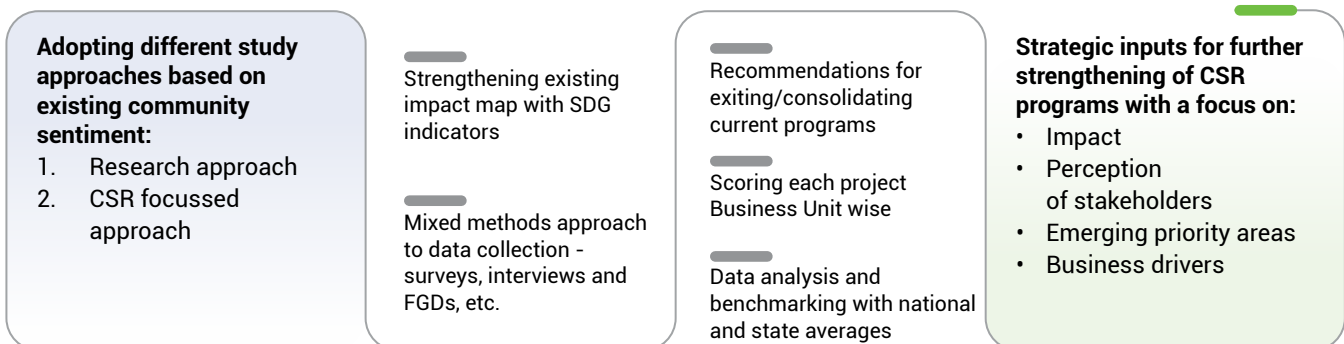 Adopting different study
approaches based on
existing community
sentiment:
1. Research approach
2. CSR focussed
approach
Strengthening existing
impact map with SDG
indicators
Mixed methods approach
to data collection -
surveys, interviews and
FGDs, etc.
Recommendations for
exiting/consolidating
current programs
Scoring each project
Business Unit wise
Data analysis and
benchmarking with national
and state averages
Strategic inputs for further
strengthening of CSR
programs with a focus on:
• Impact
• Perception
of stakeholders
• Emerging priority areas
• Business drivers